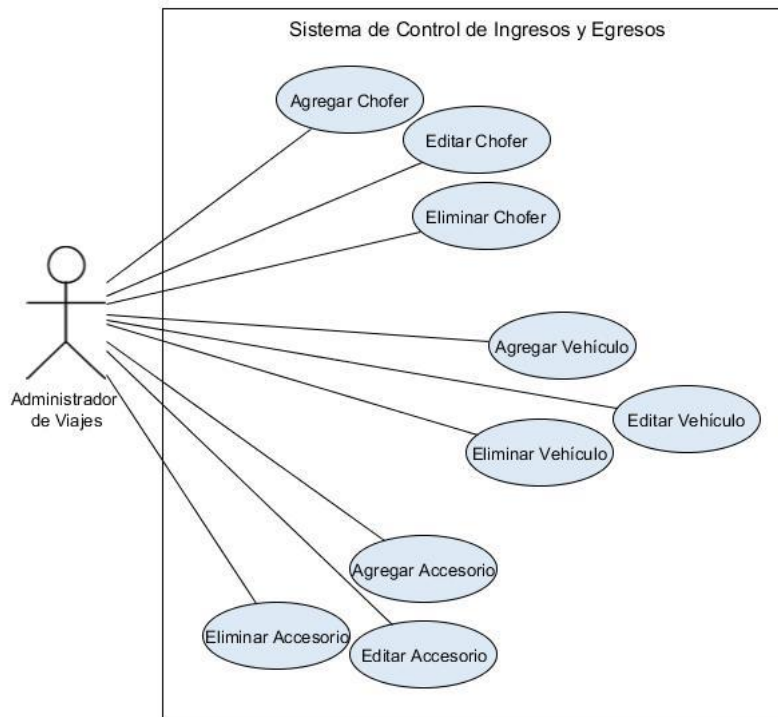 Sistema de Control de Ingresos y Egresos
Agregar Chofer
Editar Chofer
Eliminar Chofer
Agregar Vehículo
Administrador
de Viajes
Editar Vehículo
Eliminar Vehículo
Agregar Accesorio
Eliminar Accesorio
Editar Accesorio